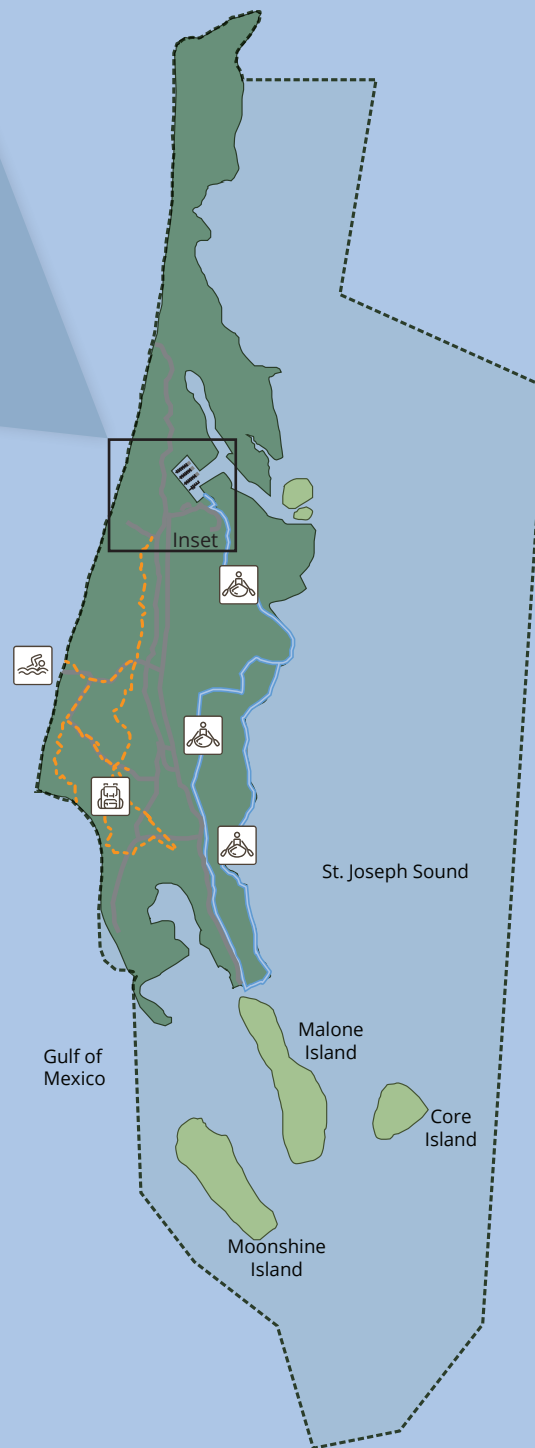 Inset
St. Joseph Sound
Malone
Island
Gulf of
Mexico
Core
Island
Moonshine
Island